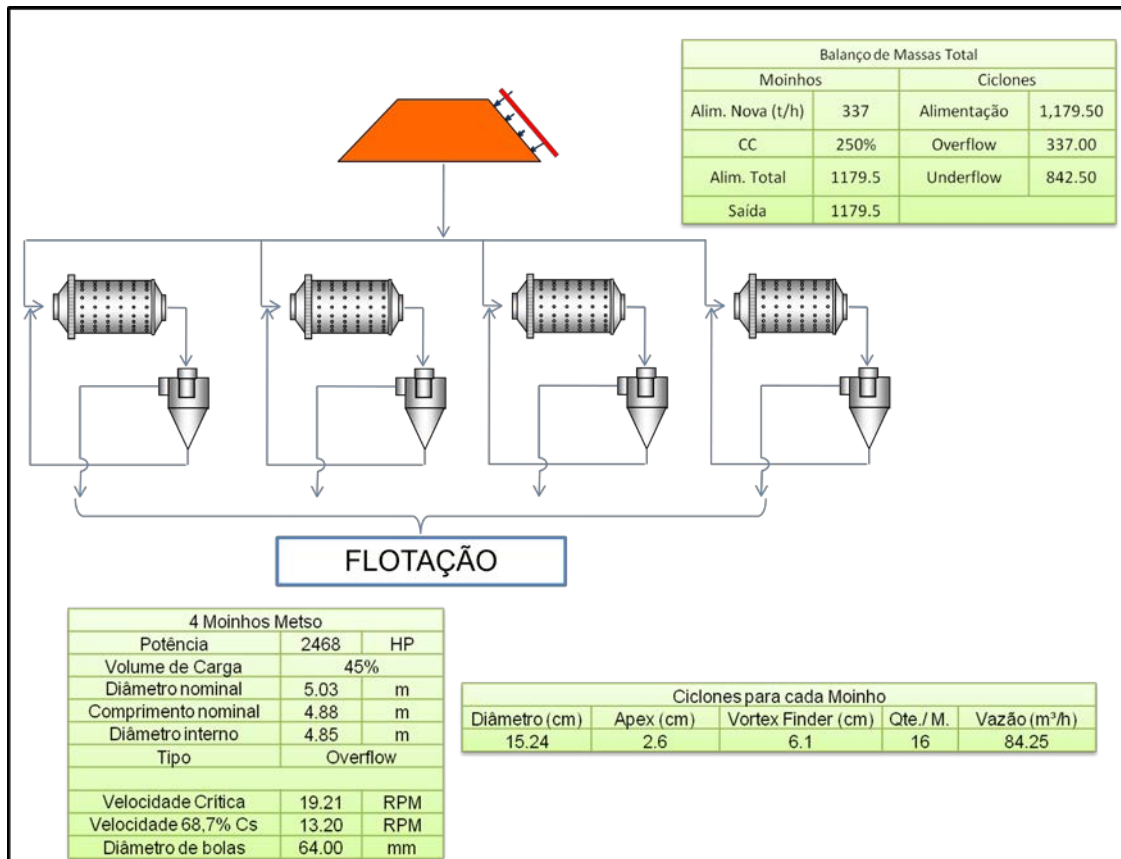 Balanço de Massas Total
Moinhos Ciclones
Alim. Nova (t/h) 337 Alimentação 1,179.50
CC 250% Overflow 337.00
Alim. Total 1179.5 Underflow 842.50
Saída 1179.5
FLOTAÇÃO
4 Moinhos Metso
Potência 2468 HP
Volume de Carga 45%
Diâmetro nominal 5.03 m
Comprimento nominal 4.88 m
Diâmetro interno 4.85 m
Tipo Overflow
Velocidade Crítica 19.21 RPM
Velocidade 68,7% Cs 13.20 RPM
Diâmetro de bolas 64.00 mm
Ciclones para cada Moinho
Diâmetro (cm) Apex (cm) Vortex Finder (cm) Qte./ M. Vazão (m³/h)
15.24 2.6 6.1 16 84.25